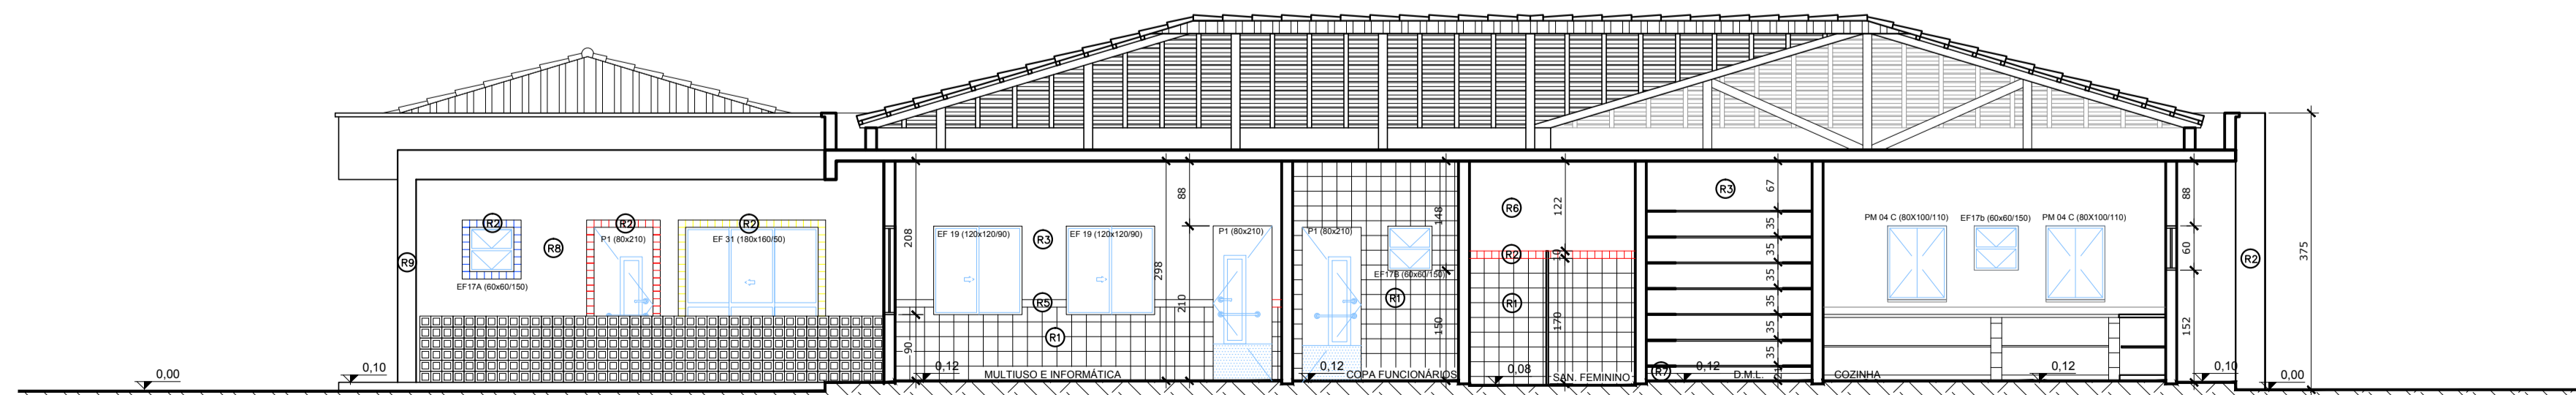 R2
R2
R2
P1 (80x210)
EF 31 (180x160/50)
R8
R9
EF17A (60x60/150)
0,00
0,10
208
90
EF 19 (120x120/90)
R3
EF 19 (120x120/90)
R5
R1
298
88
210
P1 (80x210)
0,12
MULTIUSO E INFORMÁTICA
P1 (80x210)
EF17B (60x60/150)
R1
148
150
0,12
COPA FUNCIONÁRIOS
R6
122
R2
10
R1
170
0,08
SAN. FEMININO
R7
R3
67
35
35
35
35
35
35
0,12
D.M.L.
PM 04 C (80X100/110)
EF17b (60x60/150)
PM 04 C (80X100/110)
COZINHA
0,12
88
60
152
0,10
R2
0,00
375